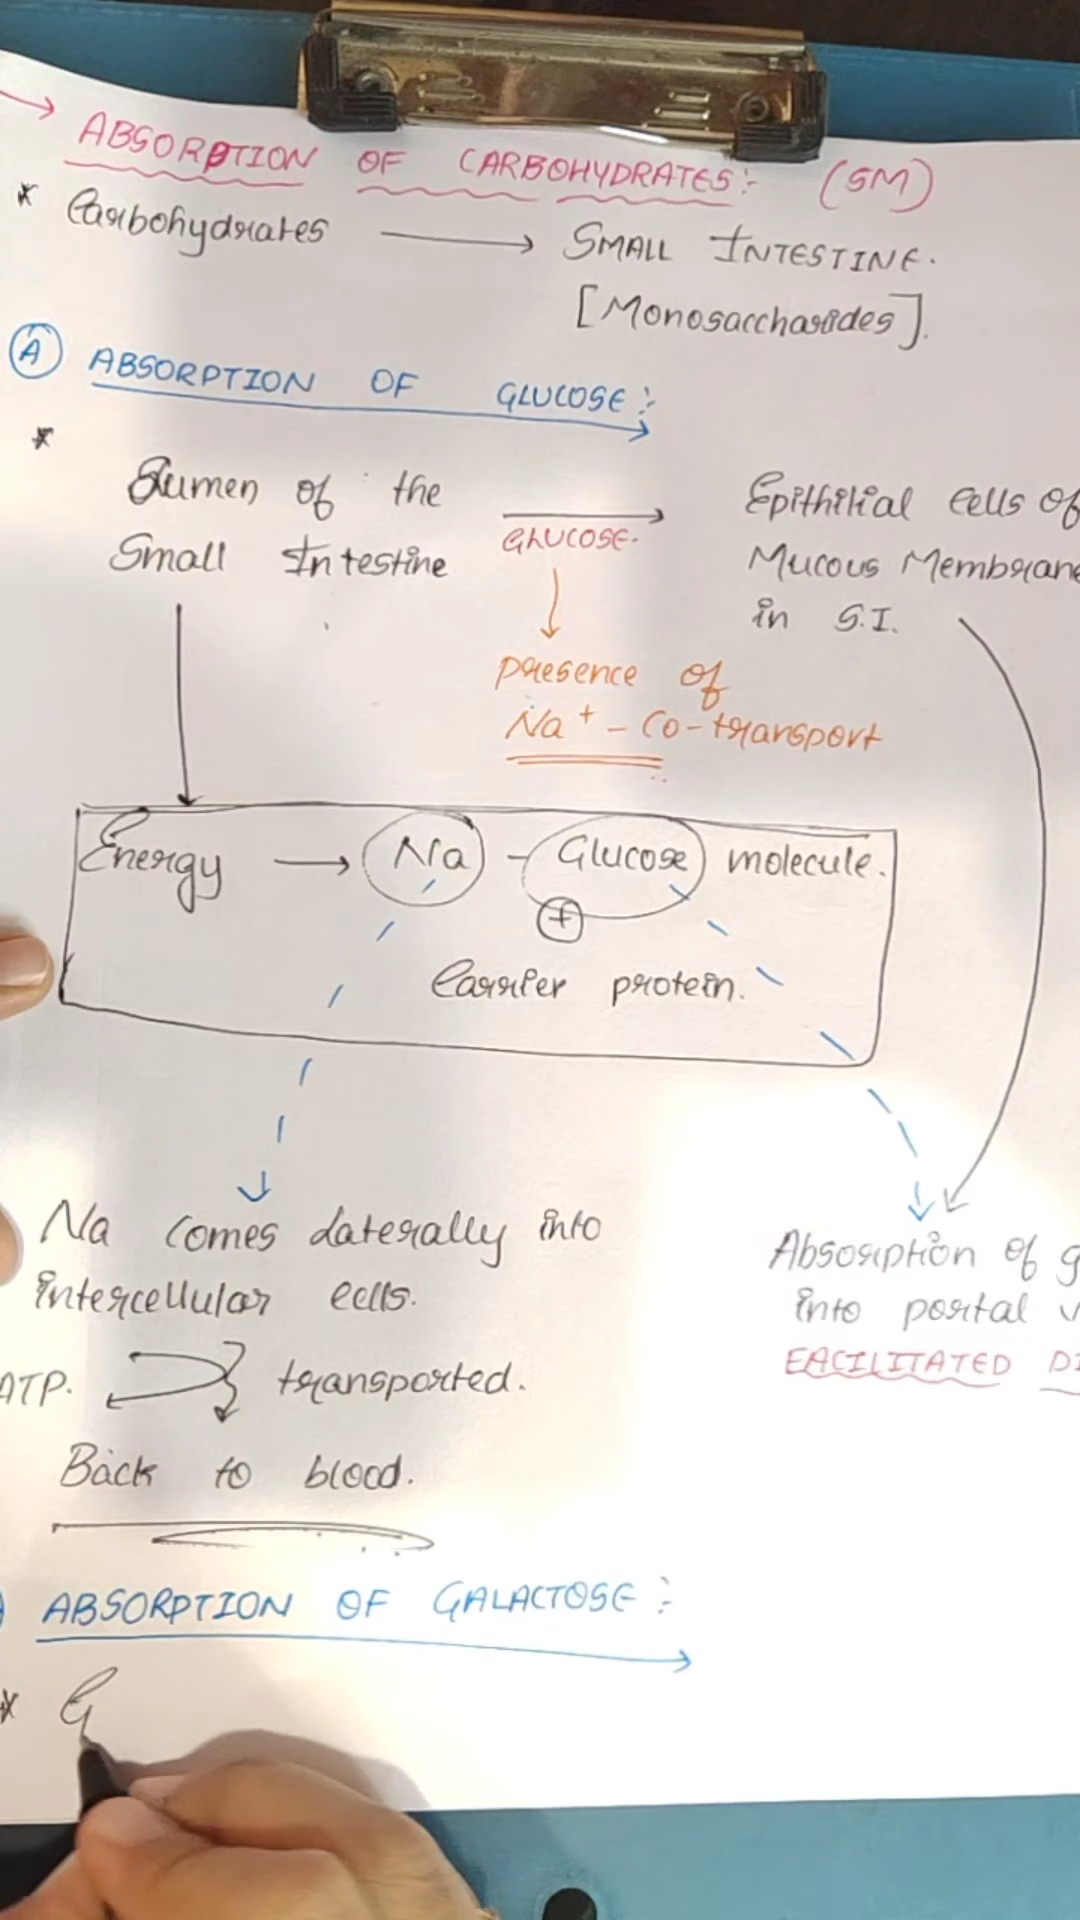 ABSORPTION OF CARBOHYDRATES:- (5M)
* Carbohydrates → SMALL INTESTINE.
[Monosaccharides].
A ABSORPTION OF GLUCOSE:-
* Lumen of the Small Intestine
GLUCOSE.
Epithilial cells of
Mucous Membrane
in S.I.
presence of
Na+ - Co-transport
Energy → Na - Glucose molecule.
+
Carrier protein.
Na comes laterally into
intercellular cells.
ATP. transported.
Back to blood.
Absorption of
into portal
FACILITATED
ABSORPTION OF GALACTOSE:-
* G